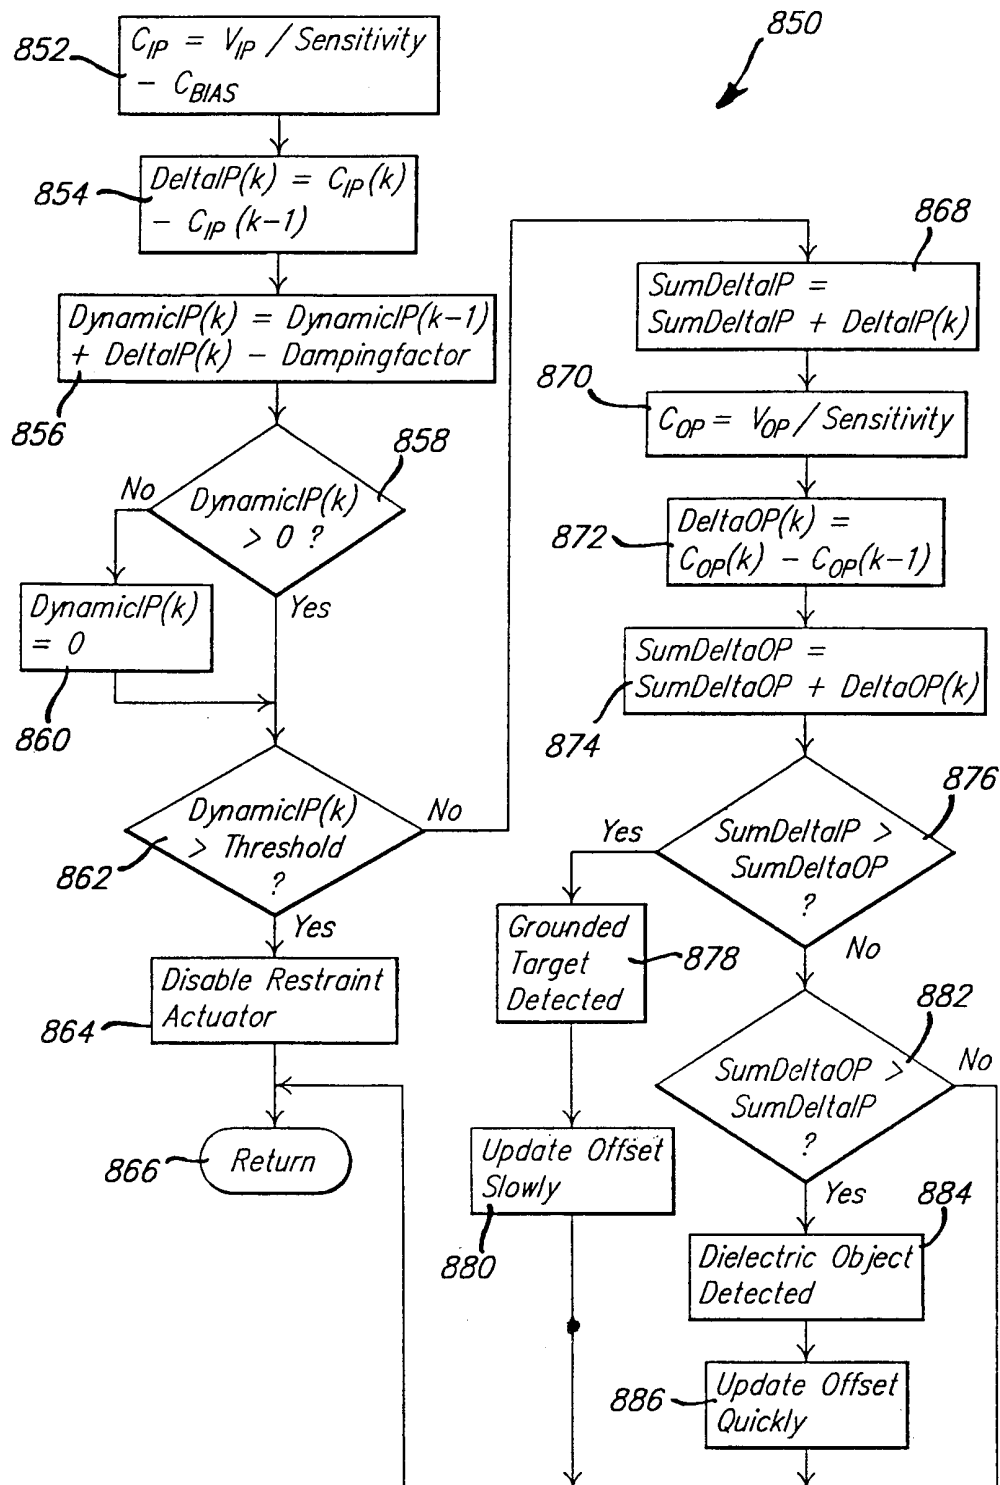 850
852
C_IP = V_IP / Sensitivity
- C_BIAS
854
DeltaIP(k) = C_IP(k)
- C_IP(k-1)
DynamicIP(k) = DynamicIP(k-1)
+ DeltaIP(k) - Dampingfactor
856
858
DynamicIP(k)
> 0 ?
No
Yes
DynamicIP(k)
= 0
860
DynamicIP(k)
> Threshold
?
862
No
Yes
Disable Restraint
Actuator
864
866
Return
868
SumDeltaIP =
SumDeltaIP + DeltaIP(k)
870
C_OP = V_OP / Sensitivity
872
DeltaOP(k) =
C_OP(k) - C_OP(k-1)
SumDeltaOP =
SumDeltaOP + DeltaOP(k)
874
876
SumDeltaIP >
SumDeltaOP
?
Yes
No
Grounded
Target
Detected
878
Update Offset
Slowly
880
882
SumDeltaOP >
SumDeltaIP
?
No
Yes
884
Dielectric Object
Detected
886
Update Offset
Quickly